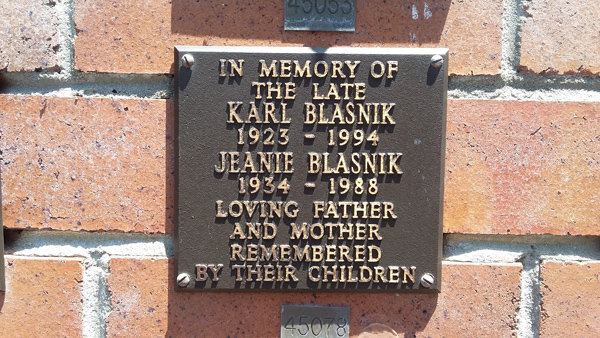 45053
IN MEMORY OF
THE LATE
KARL BLASNIK
1923 - 1994
JEANIE BLASNIK
1934 - 1988
LOVING FATHER
AND MOTHER
REMEMBERED
BY THEIR CHILDREN
45078